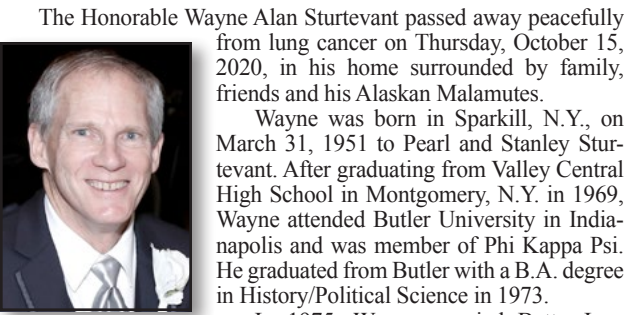 The Honorable Wayne Alan Sturtevant passed away peacefully
from lung cancer on Thursday, October 15,
2020, in his home surrounded by family,
friends and his Alaskan Malamutes.
Wayne was born in Sparkill, N.Y., on
March 31, 1951 to Pearl and Stanley Stur-
tevant. After graduating from Valley Central
High School in Montgomery, N.Y. in 1969,
Wayne attended Butler University in India-
napolis and was member of Phi Kappa Psi.
He graduated from Butler with a B.A. degree
in History/Political Science in 1973.